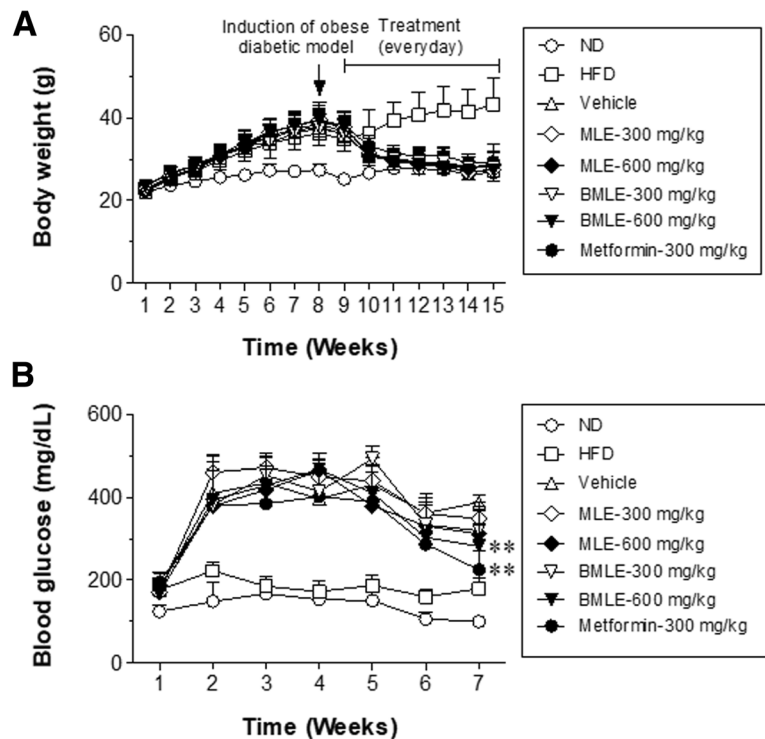 A
Induction of obese
diabetic model
Treatment
(everyday)
Body weight (g)
60
40
20
0
1 2 3 4 5 6 7 8 9 10 11 12 13 14 15
Time (Weeks)
ND
HFD
Vehicle
MLE-300 mg/kg
MLE-600 mg/kg
BMLE-300 mg/kg
BMLE-600 mg/kg
Metformin-300 mg/kg
B
Blood glucose (mg/dL)
600
400
200
0
**
**
1 2 3 4 5 6 7
Time (Weeks)
ND
HFD
Vehicle
MLE-300 mg/kg
MLE-600 mg/kg
BMLE-300 mg/kg
BMLE-600 mg/kg
Metformin-300 mg/kg